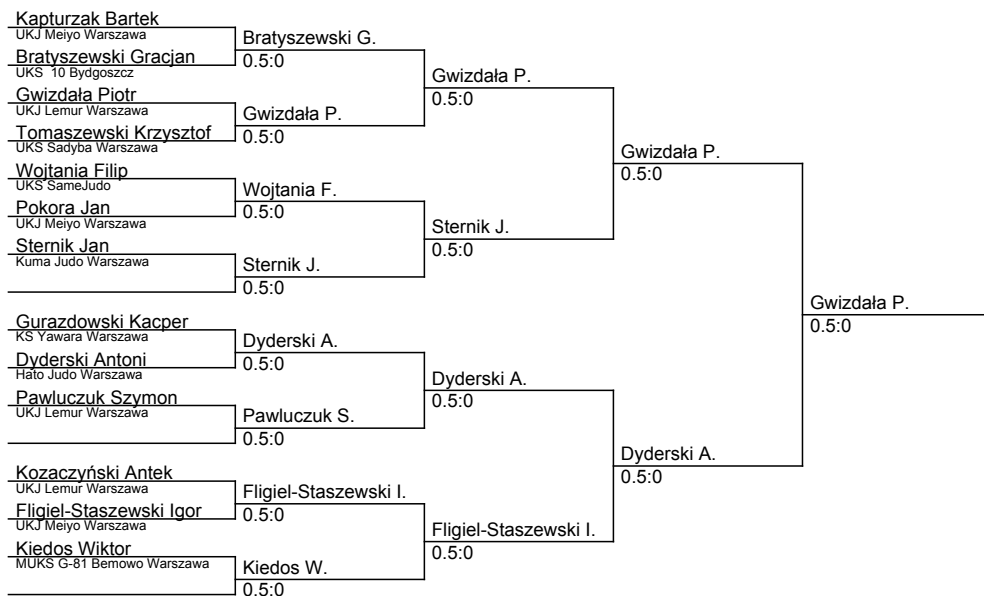 Kapturzak Bartek
UKJ Meiyo Warszawa
Bratyszewski Gracjan
UKS 10 Bydgoszcz
Gwizdała Piotr
UKJ Lemur Warszawa
Tomaszewski Krzysztof
UKS Sadyba Warszawa
Wojtania Filip
UKS SameJudo
Pokora Jan
UKJ Meiyo Warszawa
Sternik Jan
Kuma Judo Warszawa
Gurazdowski Kacper
KS Yawara Warszawa
Dyderski Antoni
Hato Judo Warszawa
Pawluczuk Szymon
UKJ Lemur Warszawa
Kozaczyński Antek
UKJ Lemur Warszawa
Fligiel-Staszewski Igor
UKJ Meiyo Warszawa
Kiedos Wiktor
MUKS G-81 Bemowo Warszawa
Bratyszewski G.
0.5:0
Gwizdała P.
0.5:0
Wojtania F.
0.5:0
Sternik J.
0.5:0
Dyderski A.
0.5:0
Pawluczuk S.
0.5:0
Fligiel-Staszewski I.
0.5:0
Kiedos W.
0.5:0
Gwizdała P.
0.5:0
Sternik J.
0.5:0
Dyderski A.
0.5:0
Fligiel-Staszewski I.
0.5:0
Gwizdała P.
0.5:0
Dyderski A.
0.5:0
Gwizdała P.
0.5:0